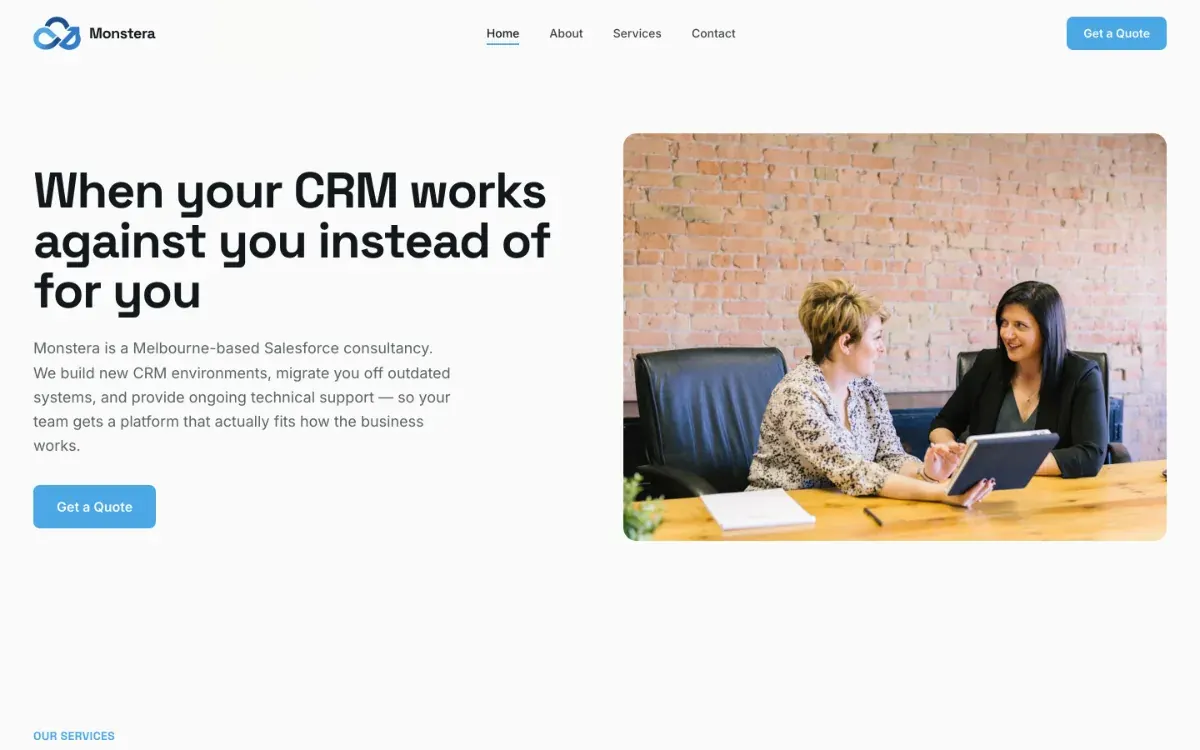 Monstera
Home
About
Services
Contact
Get a Quote
When your CRM works
against you instead of
for you
Monstera is a Melbourne-based Salesforce consultancy.
We build new CRM environments, migrate you off outdated
systems, and provide ongoing technical support — so your
team gets a platform that actually fits how the business
works.
Get a Quote
OUR SERVICES